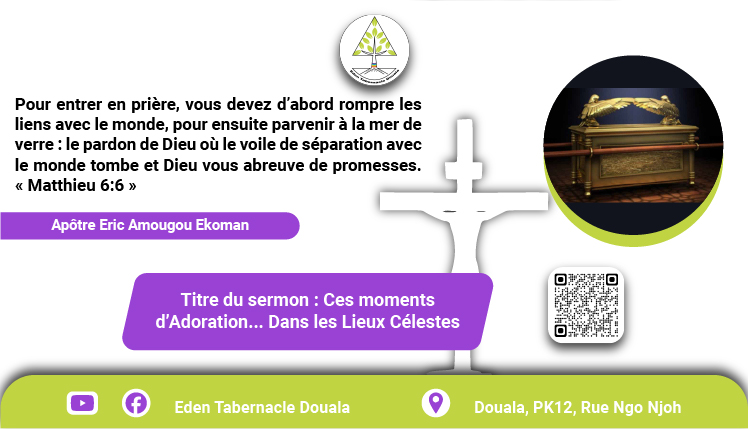 Eden Tabernacle Douala
Pour entrer en prière, vous devez d’abord rompre les
liens avec le monde, pour ensuite parvenir à la mer de
verre : le pardon de Dieu où le voile de séparation avec
le monde tombe et Dieu vous abreuve de promesses.
« Matthieu 6:6 »
Apôtre Eric Amougou Ekoman
Titre du sermon : Ces moments
d’Adoration... Dans les Lieux Célestes
Eden Tabernacle Douala
Douala, PK12, Rue Ngo Njoh